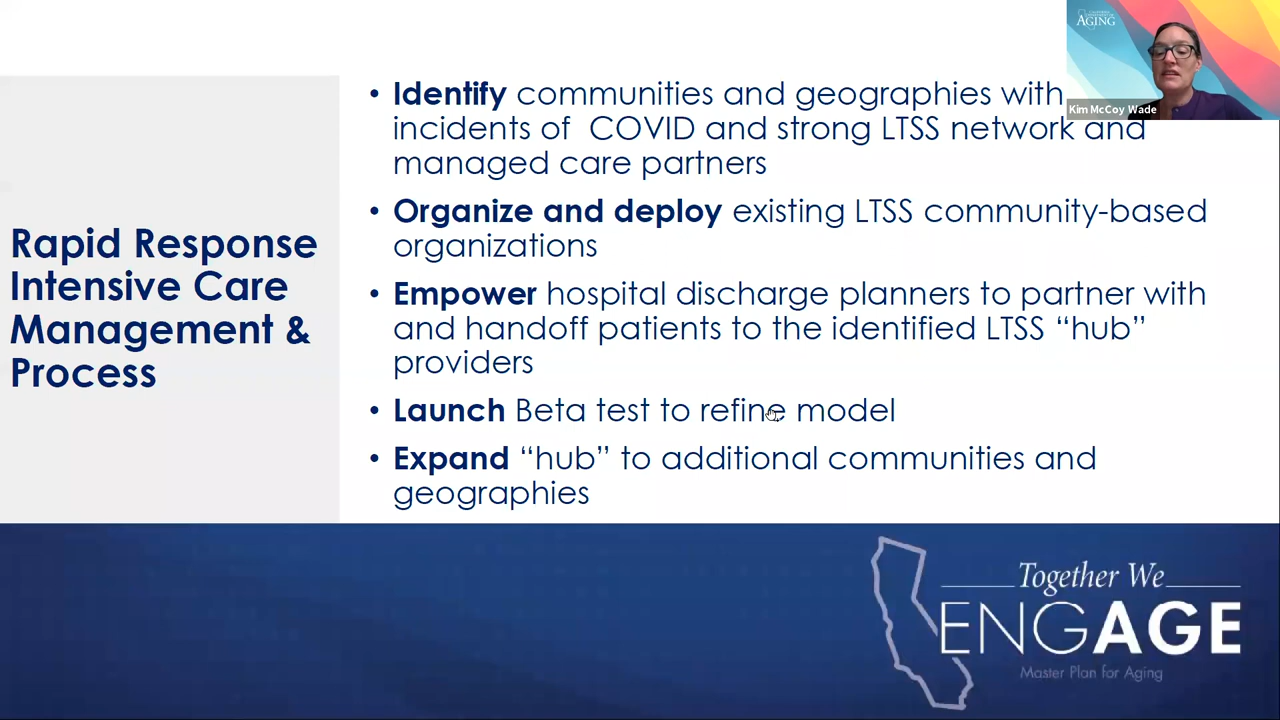 Rapid Response
Intensive Care
Management &
Process
• Identify communities and geographies with
incidents of  COVID and strong LTSS network and
managed care partners
• Organize and deploy existing LTSS community-based
organizations
• Empower hospital discharge planners to partner with
and handoff patients to the identified LTSS “hub”
providers
• Launch Beta test to refine model
• Expand “hub” to additional communities and
geographies
AGING
Kim McCoy Wade
Together We
ENGAGE
Master Plan for Aging